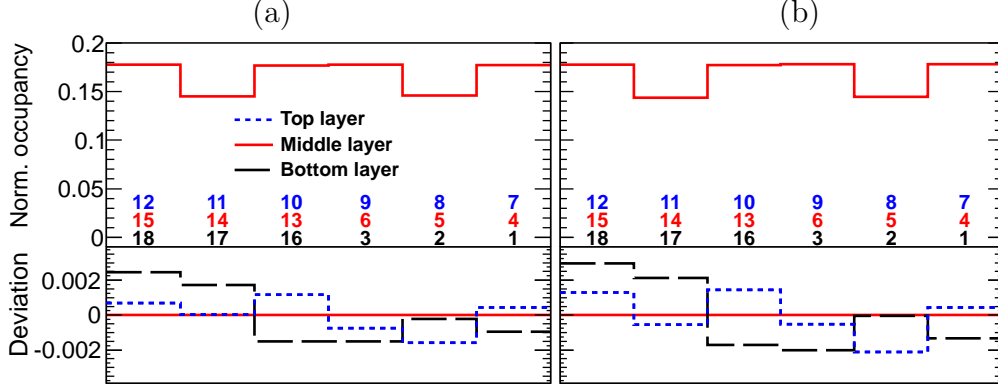 (a) (b)
Norm. occupancy
0.2
0.15
0.1
0.05
0
Top layer
Middle layer
Bottom layer
12 11 10 9 8 7
15 14 13 6 5 4
18 17 16 3 2 1
12 11 10 9 8 7
15 14 13 6 5 4
18 17 16 3 2 1
Deviation
0.002
0
-0.002